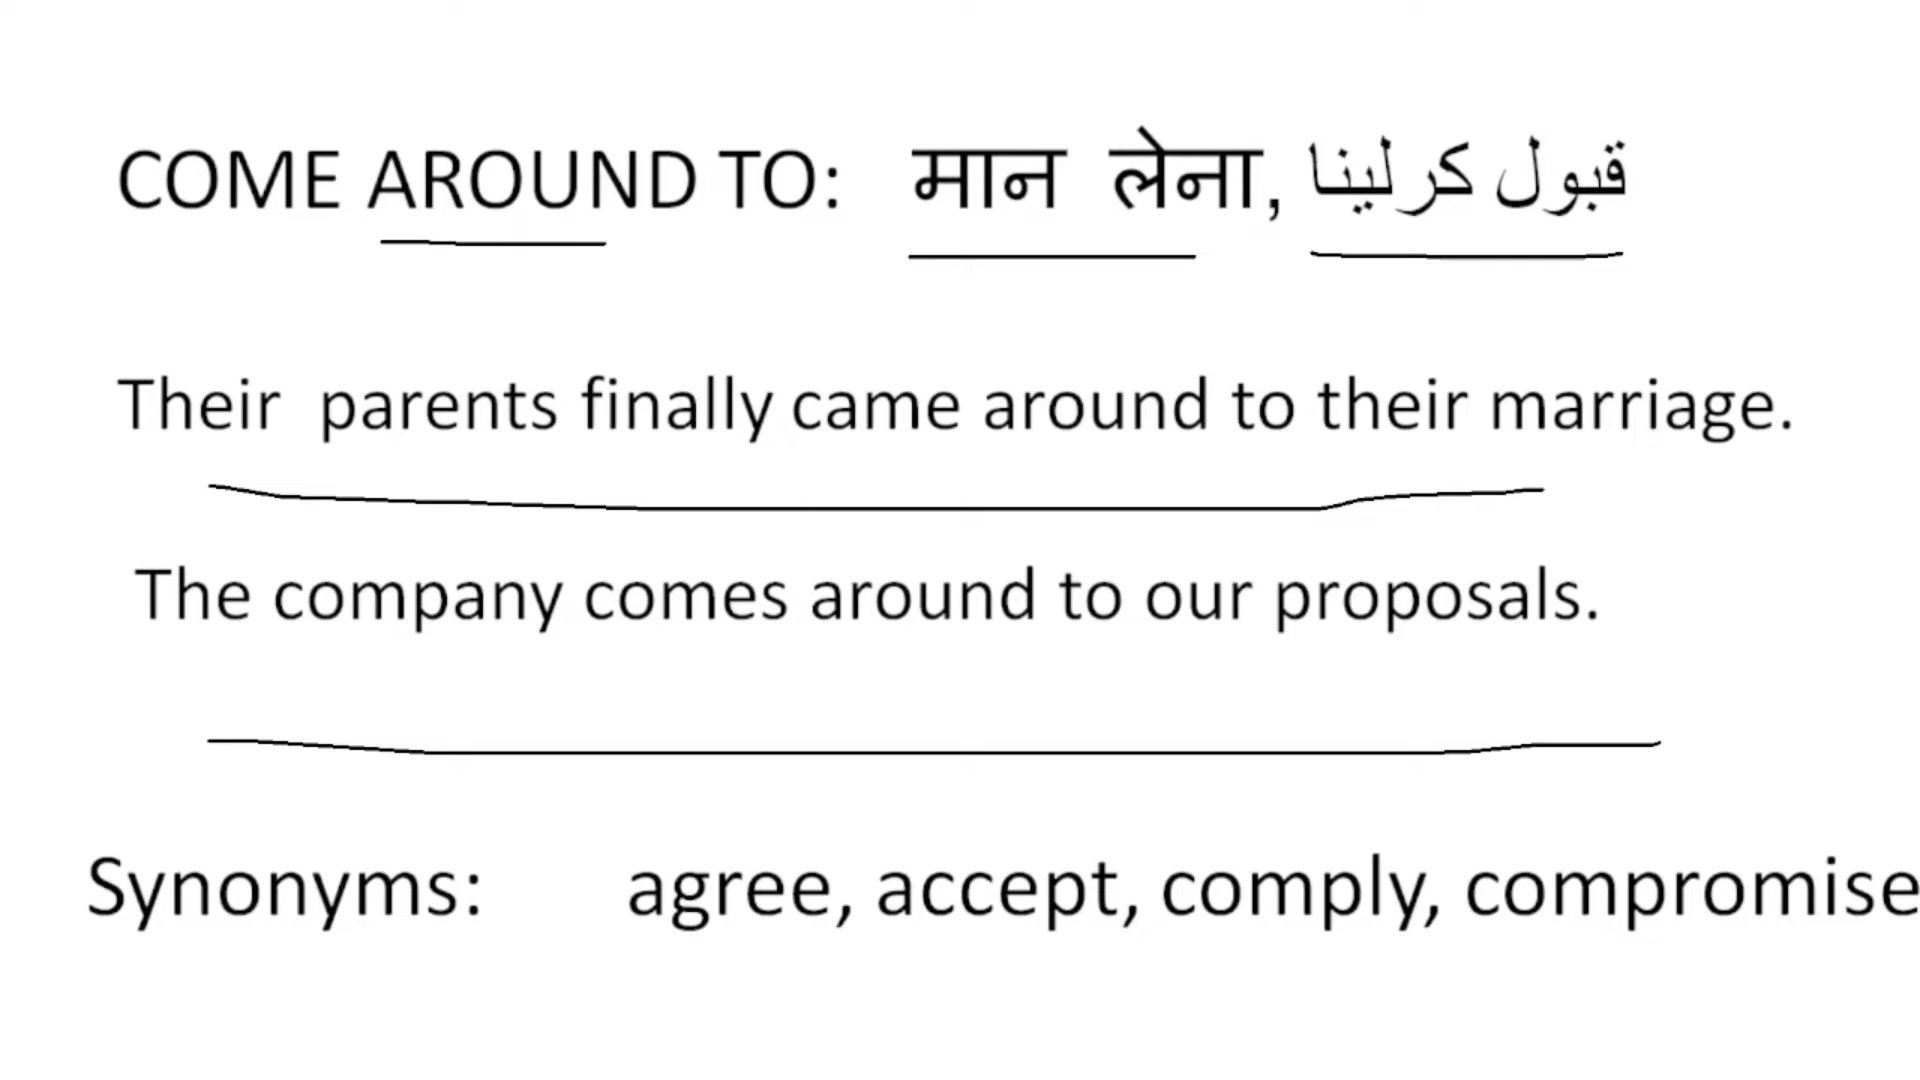 COME AROUND TO: मान लेना, قبول کرلینا
Their parents finally came around to their marriage.
The company comes around to our proposals.
Synonyms: agree, accept, comply, compromise